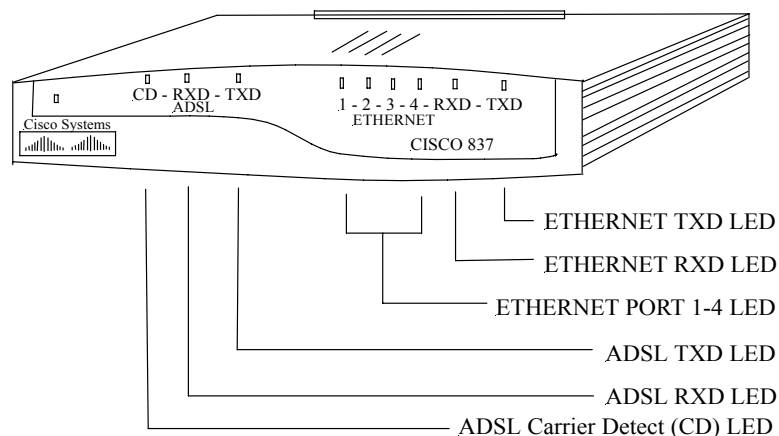 CD - RXD - TXD
ADSL
1 - 2 - 3 - 4 - RXD - TXD
ETHERNET
Cisco Systems
CISCO 837
ETHERNET TXD LED
ETHERNET RXD LED
ETHERNET PORT 1-4 LED
ADSL TXD LED
ADSL RXD LED
ADSL Carrier Detect (CD) LED